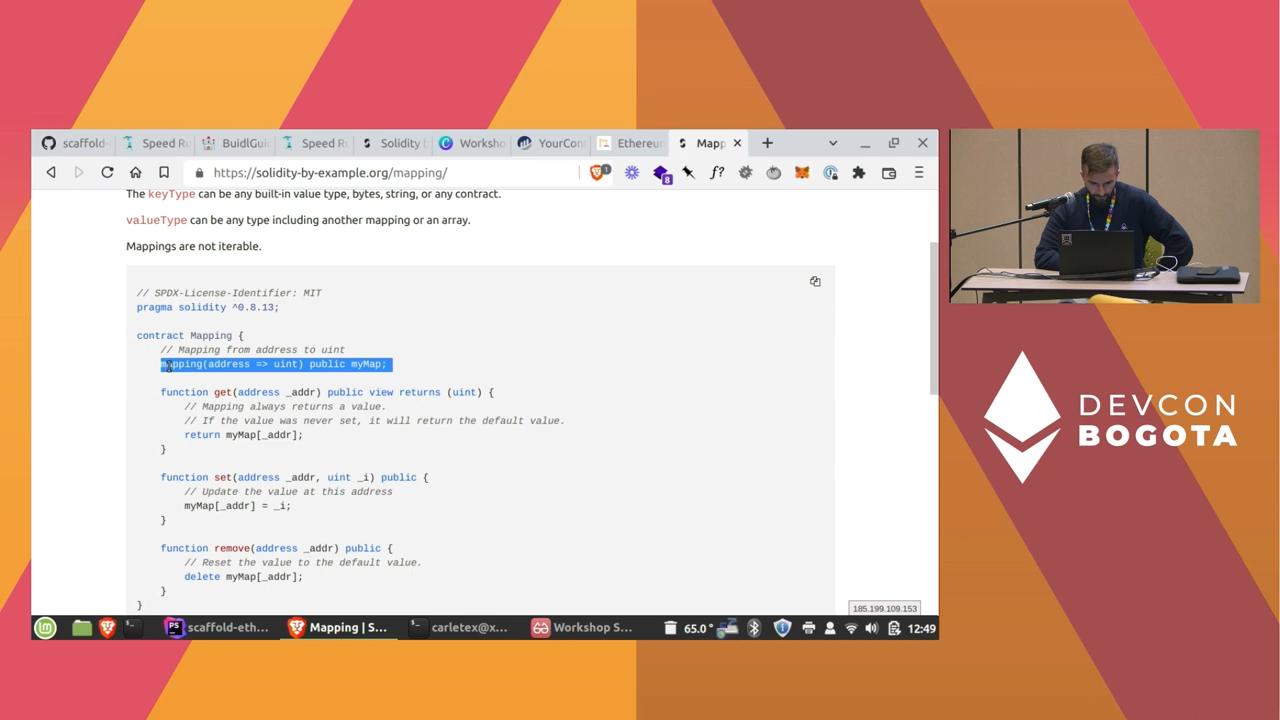 scaffold-
Speed Ru
BuidlGui
Speed Ru
Solidity b
Worksho
YourCon
Ethereum
Mapp
https://solidity-by-example.org/mapping/
1
8
f?
The keyType can be any built-in value type, bytes, string, or any contract.
valueType can be any type including another mapping or an array.
Mappings are not iterable.
// SPDX-License-Identifier: MIT
pragma solidity ^0.8.13;
contract Mapping {
// Mapping from address to uint
mapping(address => uint) public myMap;
function get(address _addr) public view returns (uint) {
// Mapping always returns a value.
// If the value was never set, it will return the default value.
return myMap[_addr];
}
function set(address _addr, uint _i) public {
// Update the value at this address
myMap[_addr] = _i;
}
function remove(address _addr) public {
// Reset the value to the default value.
delete myMap[_addr];
}
}
185.199.109.153
PS
scaffold-eth...
Mapping | S...
carletex@x...
Workshop S...
65.0°
12:49
DEVCON
BOGOTA